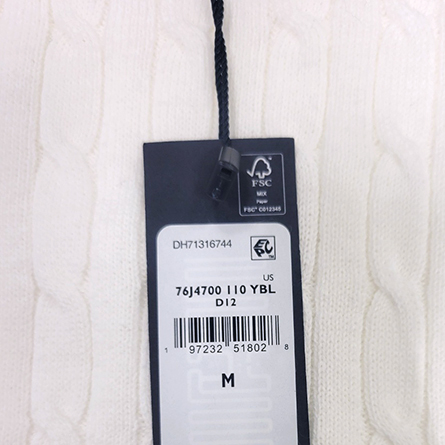 FSC
MIX
Paper
FSC® C012345
DH71316744
US
76J4700 110 YBL
D12
1 97232 51802 8
M